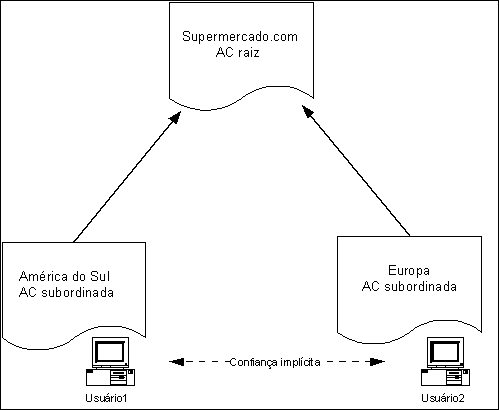 Supermercado.com
AC raiz
América do Sul
AC subordinada
Europa
AC subordinada
Confiança implícita
Usuário1
Usuário2